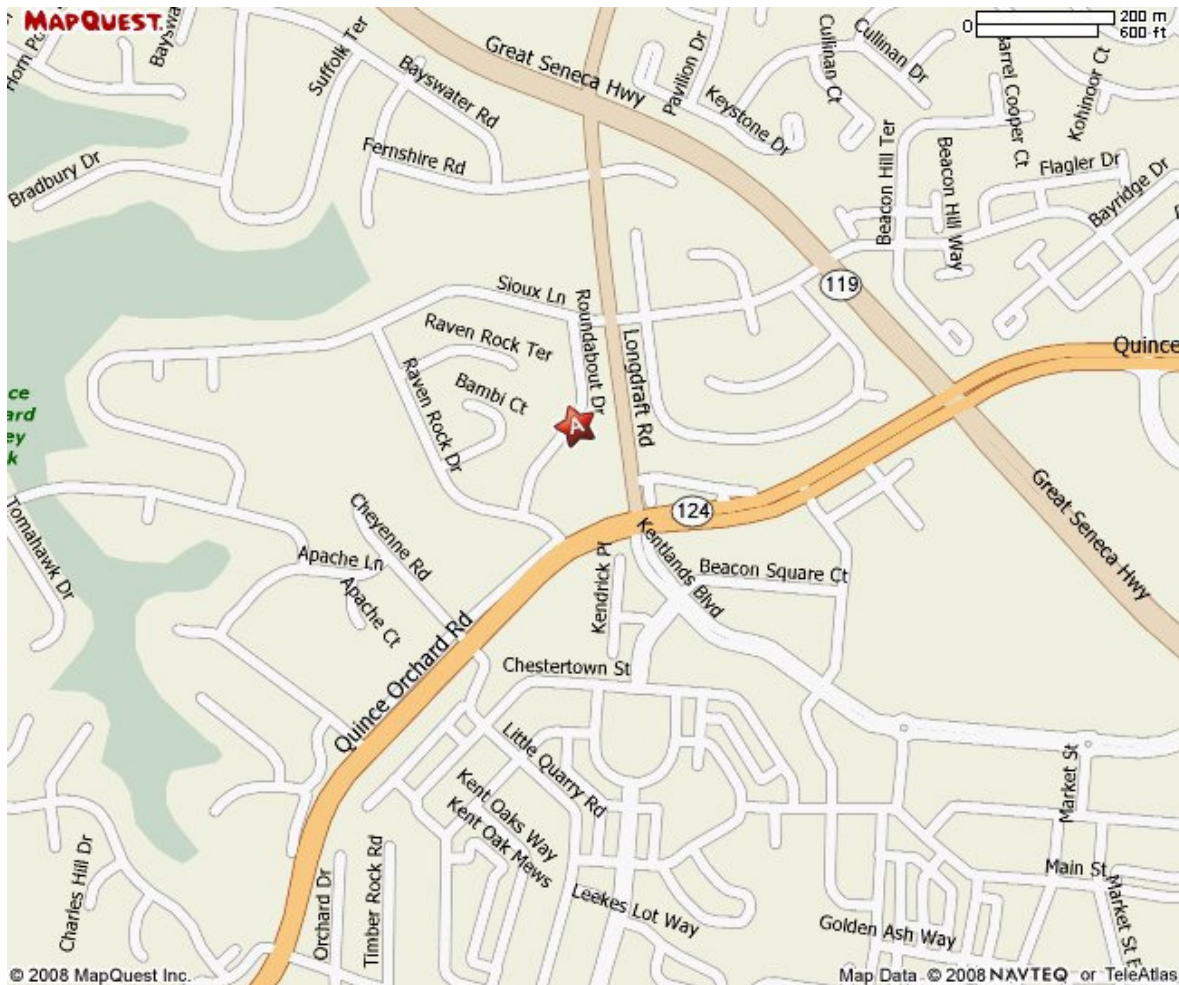 MAPQUEST.
0 200 m
600 ft
Horn Po
Bayswa
Suffolk Ter
Bayswater Rd
Great Seneca Hwy
Pavilion Dr
Keystone Dr
Cullinan Ct
Cullinan Dr
Barrel Cooper Ct
Kohinoor Ct
Bradbury Dr
Fernshire Rd
Beacon Hill Ter
Beacon Hill Way
Flagler Dr
Bayridge Dr
119
Sioux Ln
Roundabout Dr
Raven Rock Ter
Longdraft Rd
Quince
Bambi Ct
Raven Rock Dr
A
ce
ard
ey
k
Great Seneca Hwy
124
Tomahawk Dr
Cheyenne Rd
Apache Ln
Apache Ct
Kentlands Blvd
Kendrick Pl
Beacon Square Ct
Quince Orchard Rd
Chestertown St
Little Quarry Rd
Kent Oaks Way
Kent Oak Mews
Market St
Main St
Market St E
Charles Hill Dr
Orchard Dr
Timber Rock Rd
Leekes Lot Way
Golden Ash Way
© 2008 MapQuest Inc.
Map Data © 2008 NAVTEQ or TeleAtlas